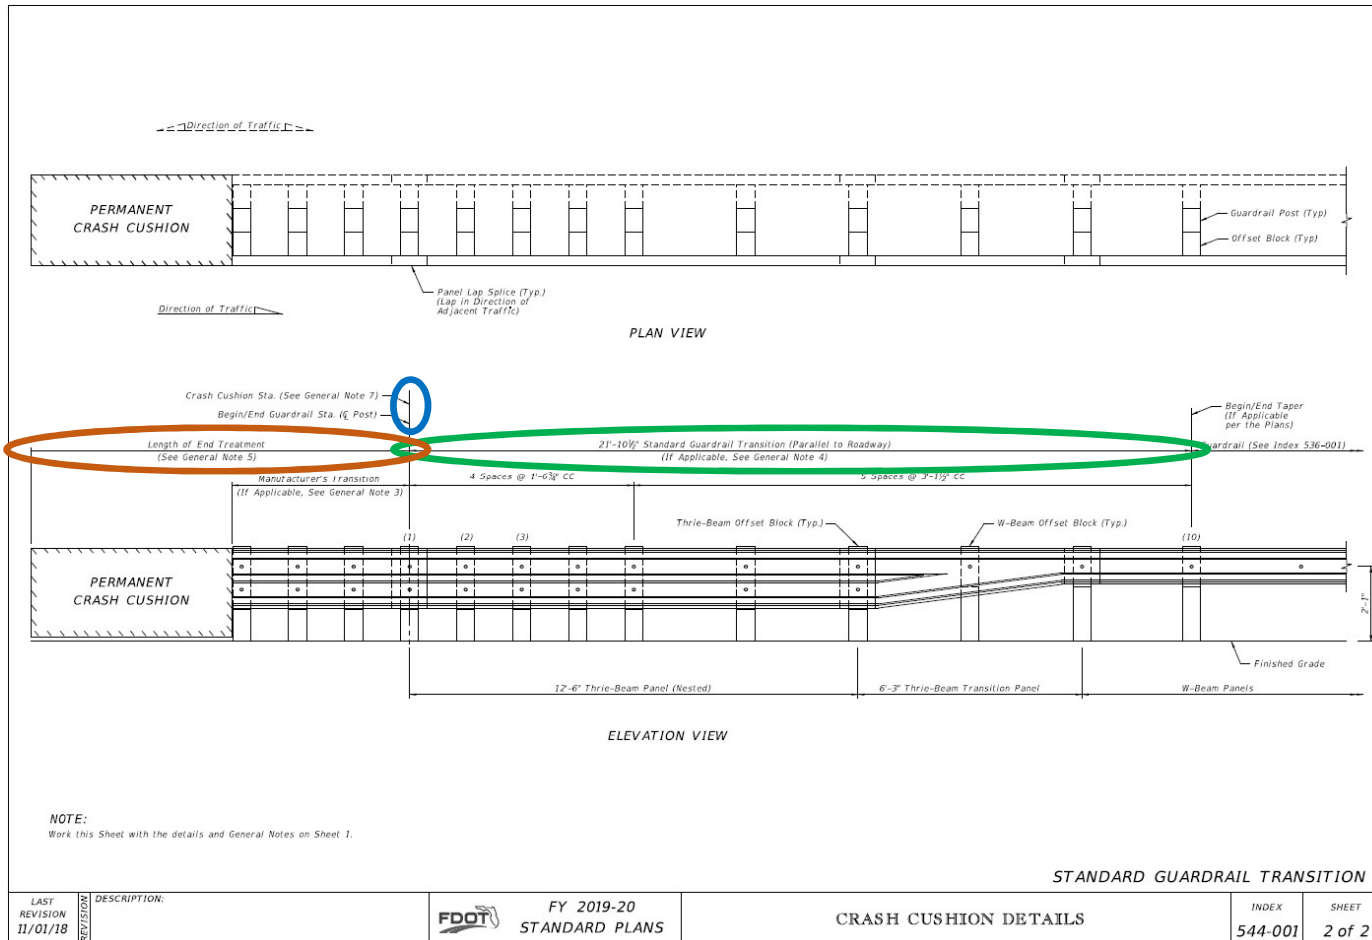 Direction of Traffic
PERMANENT
CRASH CUSHION
Guardrail Post (Typ)
Offset Block (Typ)
Panel Lap Splice (Typ.)
(Lap in Direction of
Adjacent Traffic)
Direction of Traffic
PLAN VIEW
Crash Cushion Sta. (See General Note 7)
Begin/End Guardrail Sta. (℄ Post)
Begin/End Taper
(If Applicable
per the Plans)
Length of End Treatment
(See General Note 5)
21'-10½" Standard Guardrail Transition (Parallel to Roadway)
(If Applicable, See General Note 4)
Guardrail (See Index 536-001)
Manufacturer's Transition
(If Applicable, See General Note 3)
4 Spaces @ 1'-6¾" CC
5 Spaces @ 3'-1½" CC
Thrie-Beam Offset Block (Typ.)
W-Beam Offset Block (Typ.)
(1)
(2)
(3)
(10)
PERMANENT
CRASH CUSHION
2'-1"
Finished Grade
12'-6" Thrie-Beam Panel (Nested)
6'-3" Thrie-Beam Transition Panel
W-Beam Panels
ELEVATION VIEW
NOTE:
Work this Sheet with the details and General Notes on Sheet 1.
STANDARD GUARDRAIL TRANSITION
LAST
REVISION
11/01/18
REVISION
DESCRIPTION:
FDOT
FY 2019-20
STANDARD PLANS
CRASH CUSHION DETAILS
INDEX
544-001
SHEET
2 of 2